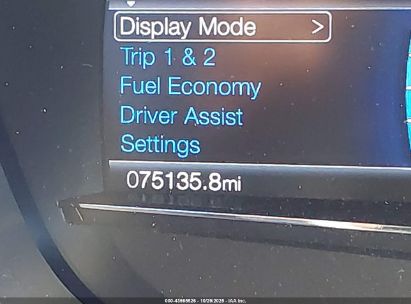 Display Mode >
Trip 1 & 2
Fuel Economy
Driver Assist
Settings
075135.8mi